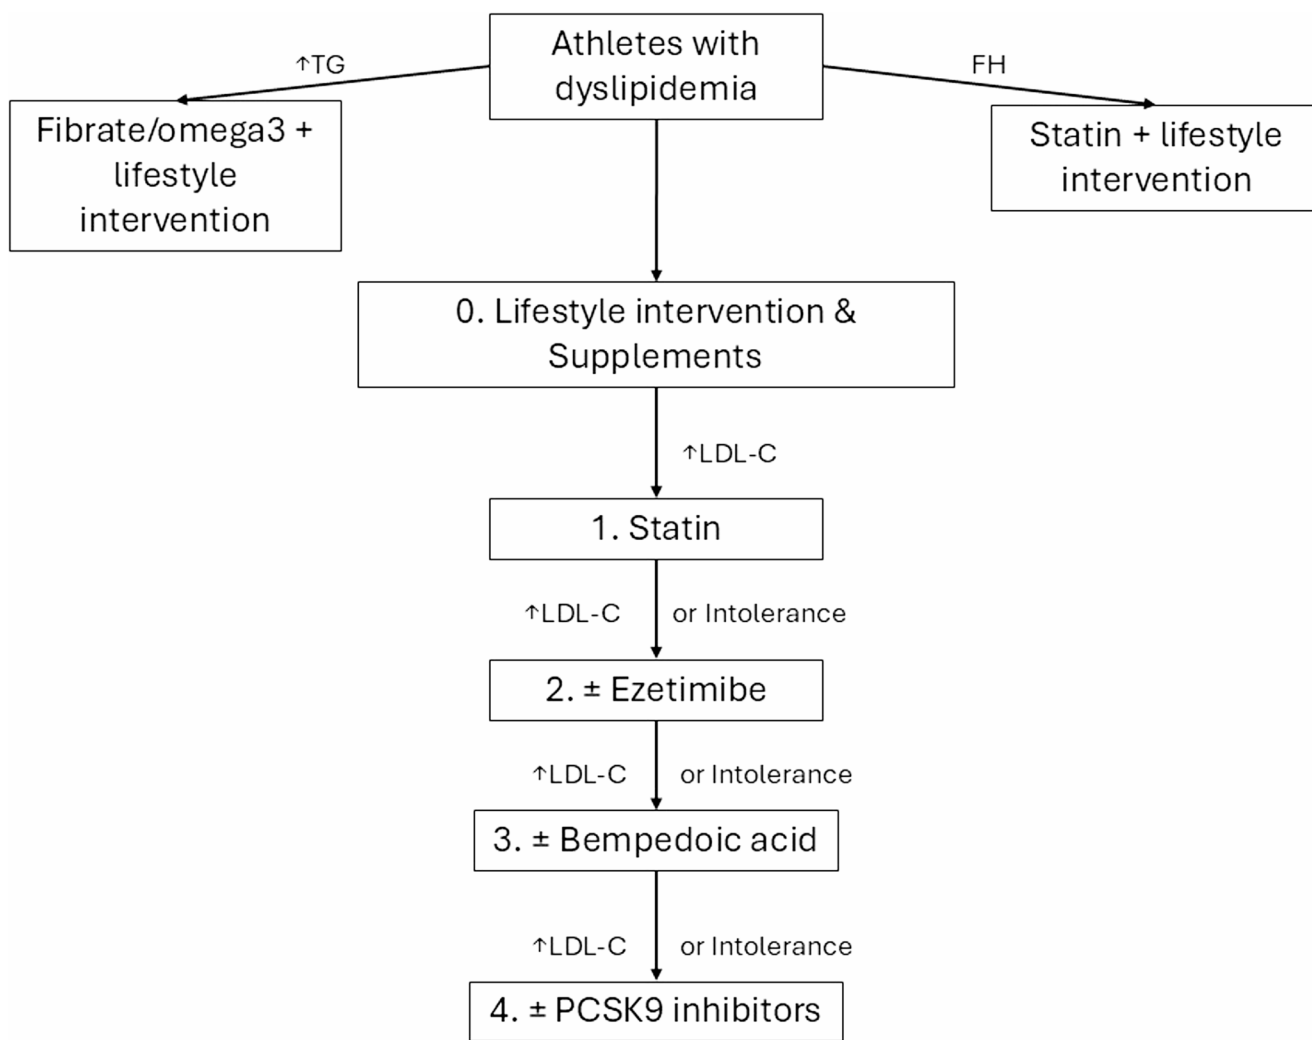 Athletes with
dyslipidemia
↑TG
FH
Fibrate/omega3 +
lifestyle
intervention
Statin + lifestyle
intervention
0. Lifestyle intervention &
Supplements
↑LDL-C
1. Statin
↑LDL-C or Intolerance
2. ± Ezetimibe
↑LDL-C or Intolerance
3. ± Bempedoic acid
↑LDL-C or Intolerance
4. ± PCSK9 inhibitors